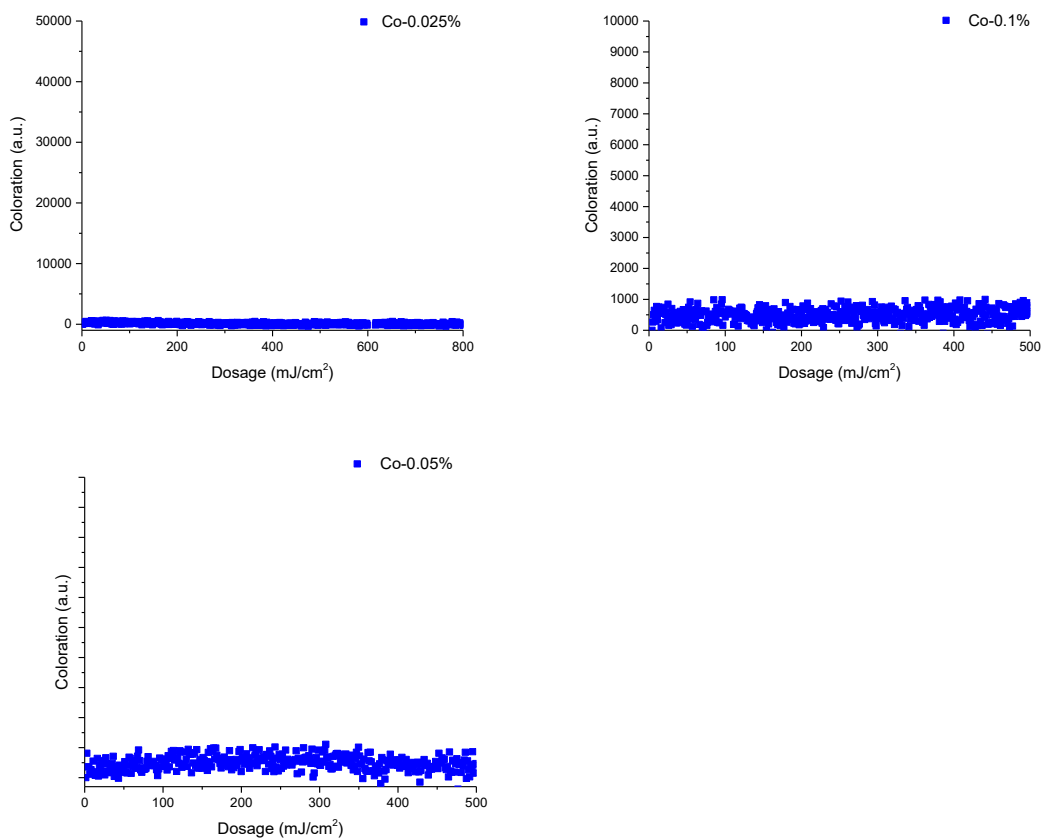 Co-0.025%
50000
40000
30000
20000
10000
0
Coloration (a.u.)
0 200 400 600 800
Dosage (mJ/cm²)
Co-0.1%
10000
9000
8000
7000
6000
5000
4000
3000
2000
1000
0
Coloration (a.u.)
0 100 200 300 400 500
Dosage (mJ/cm²)
Co-0.05%
Coloration (a.u.)
0 100 200 300 400 500
Dosage (mJ/cm²)